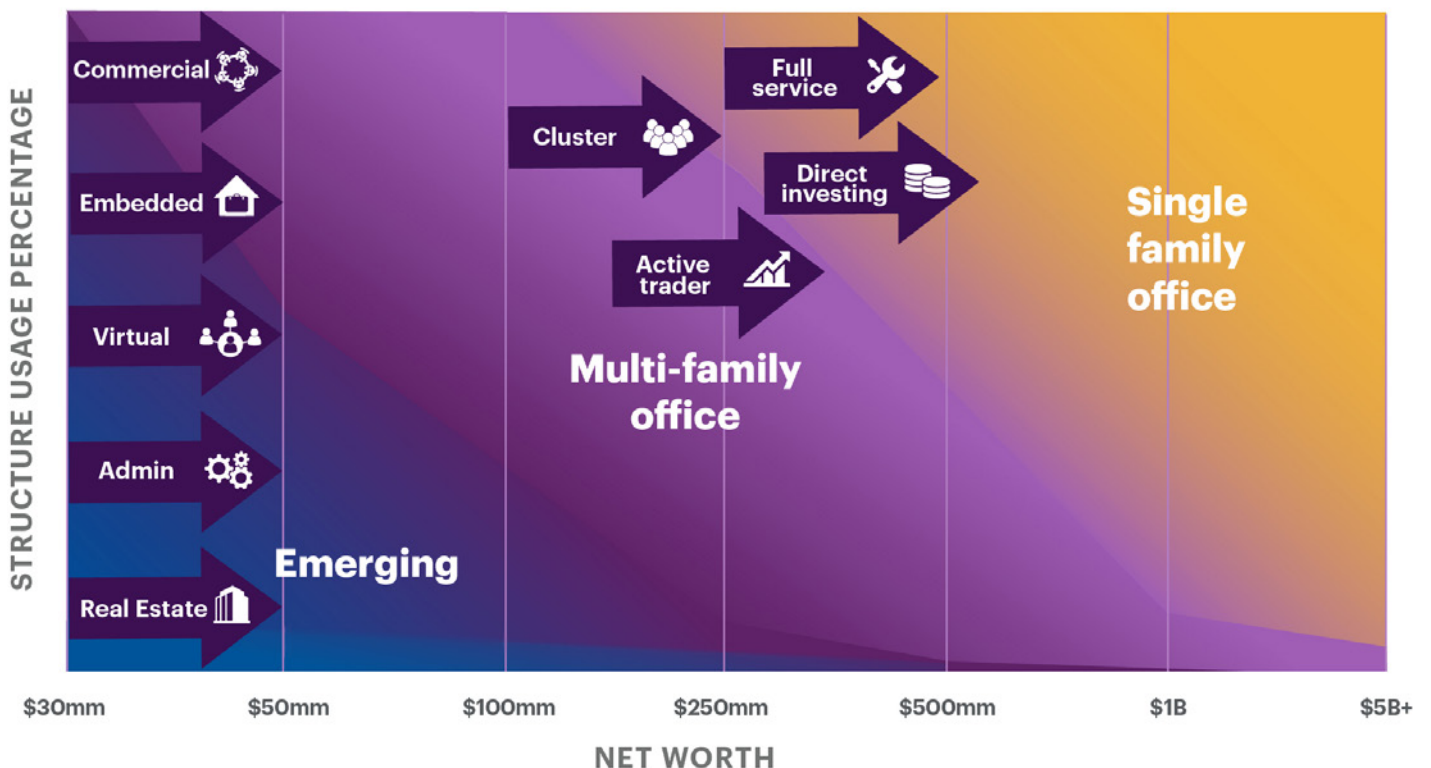 STRUCTURE USAGE PERCENTAGE
Commercial
Embedded
Virtual
Admin
Real Estate
Cluster
Full
service
Direct
investing
Active
trader
Emerging
Multi-family
office
Single
family
office
$30mm
$50mm
$100mm
$250mm
$500mm
$1B
$5B+
NET WORTH